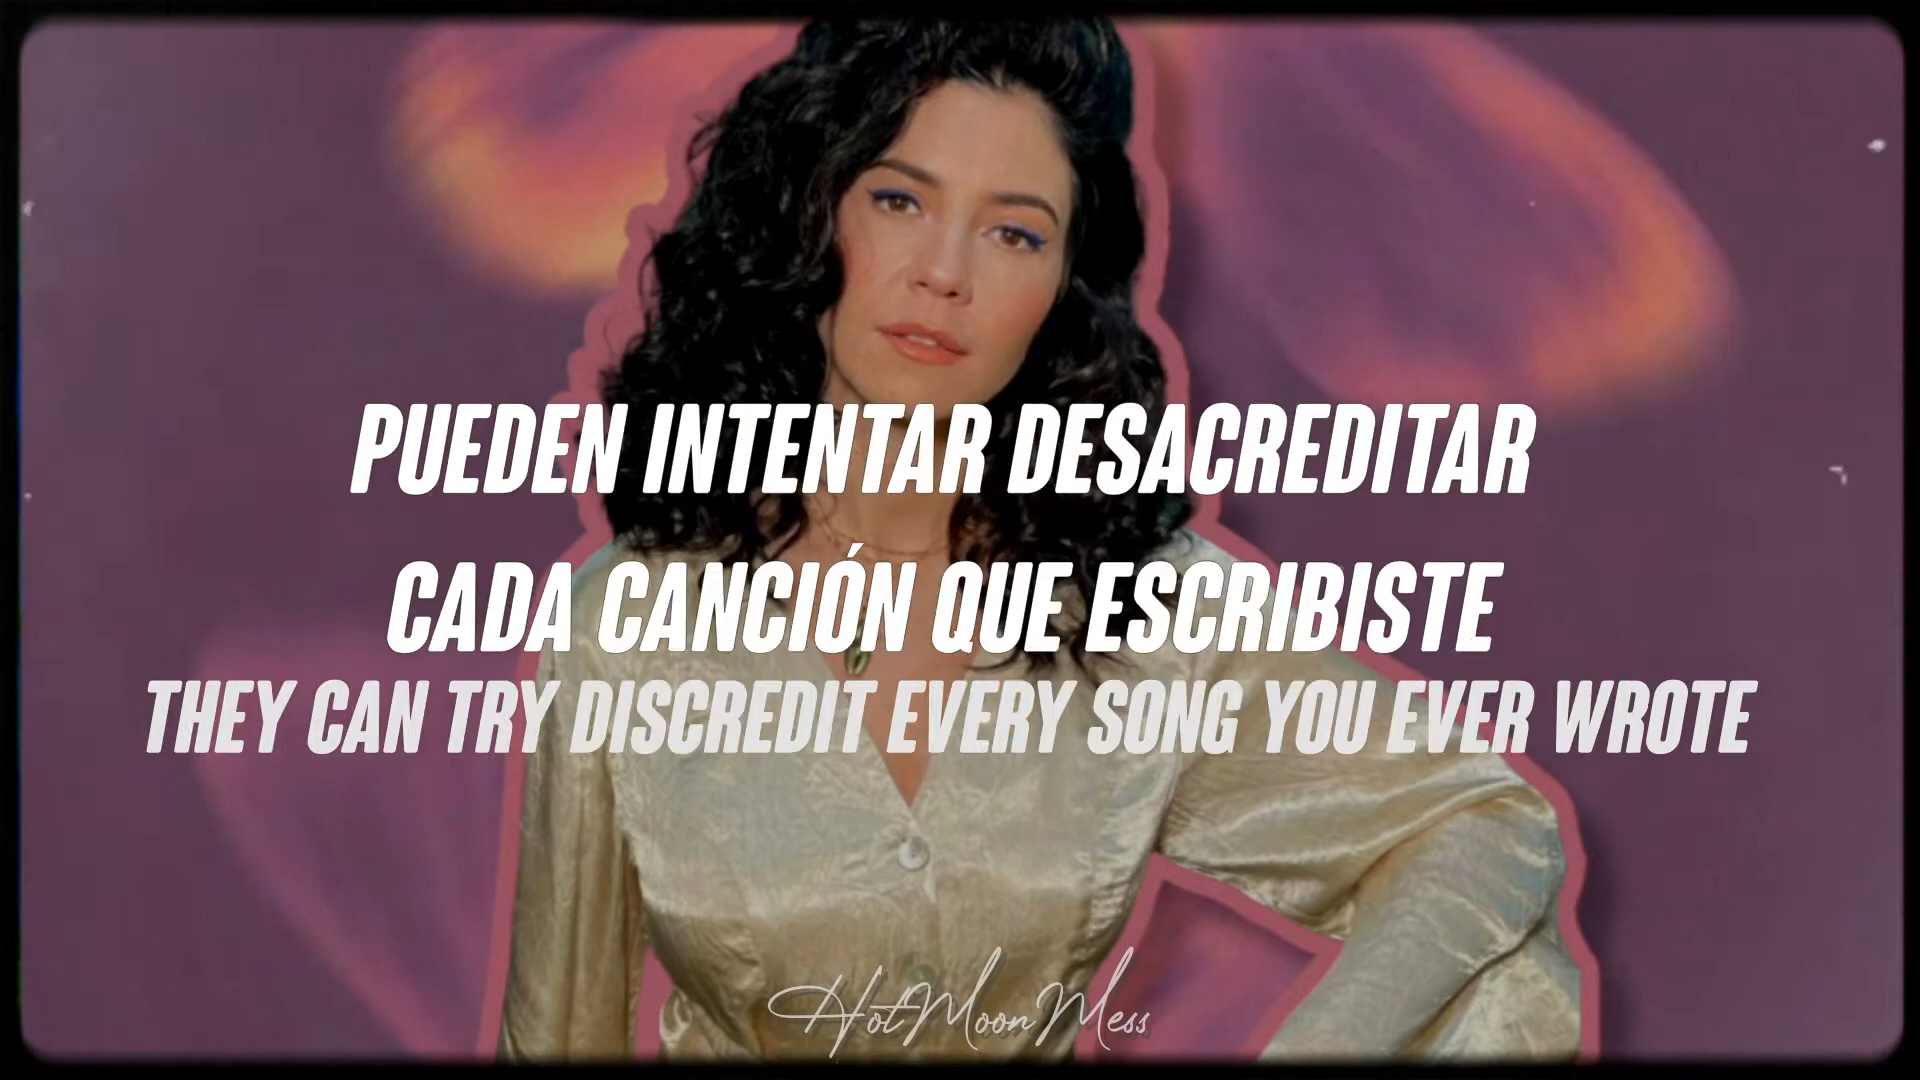 PUEDEN INTENTAR DESACREDITAR
CADA CANCIÓN QUE ESCRIBISTE
THEY CAN TRY DISCREDIT EVERY SONG YOU EVER WROTE
HotMoonMess